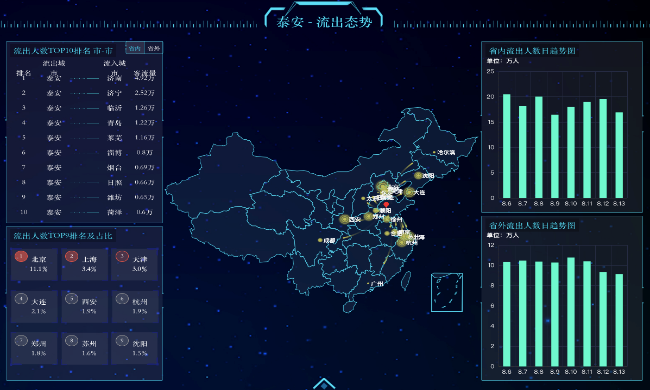 泰安 - 流出态势
流出人数TOP10排名 市-市
省内 省外
排名 流出城市 流入城市 客流量
1 泰安 济南 4.92万
2 泰安 济宁 2.52万
3 泰安 临沂 1.26万
4 泰安 青岛 1.22万
5 泰安 莱芜 1.16万
6 泰安 淄博 0.8万
7 泰安 烟台 0.69万
8 泰安 日照 0.66万
9 泰安 潍坊 0.65万
10 泰安 菏泽 0.6万
流出人数TOP9排名及占比
1 北京 11.1%
2 上海 3.4%
3 天津 3.0%
4 大连 2.1%
5 西安 1.9%
6 杭州 1.9%
7 郑州 1.8%
8 苏州 1.6%
9 沈阳 1.5%
哈尔滨
沈阳
大连
西安
郑州
徐州
成都
上海
杭州
广州
省内流出人数日趋势图
单位：万人
25
20
15
10
5
0
8.6 8.7 8.8 8.9 8.10 8.11 8.12 8.13
省外流出人数日趋势图
单位：万人
12
10
8
6
4
2
0
8.6 8.7 8.8 8.9 8.10 8.11 8.12 8.13